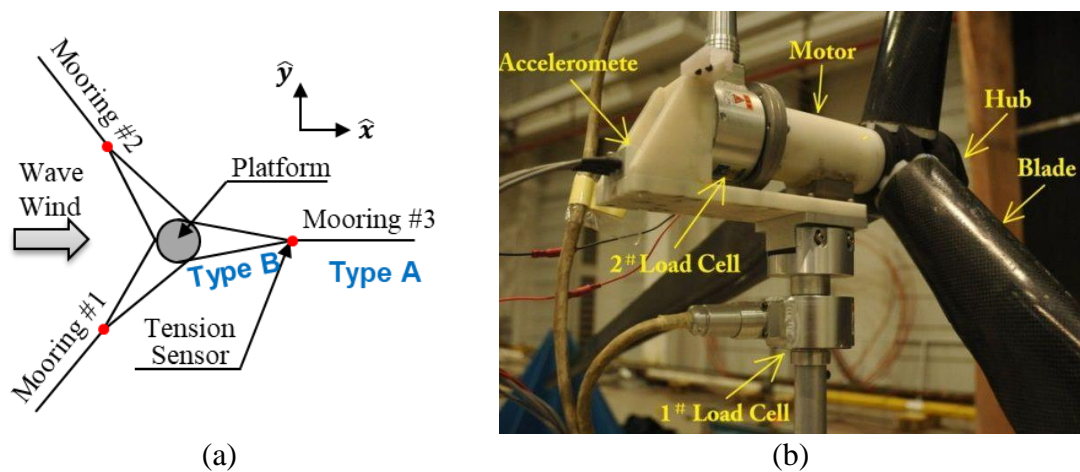 Mooring #2
ŷ
x̂
Wave
Wind
Platform
Mooring #3
Type B
Type A
Mooring #1
Tension
Sensor
(a)
Acceleromete
Motor
Hub
Blade
2# Load Cell
1# Load Cell
(b)